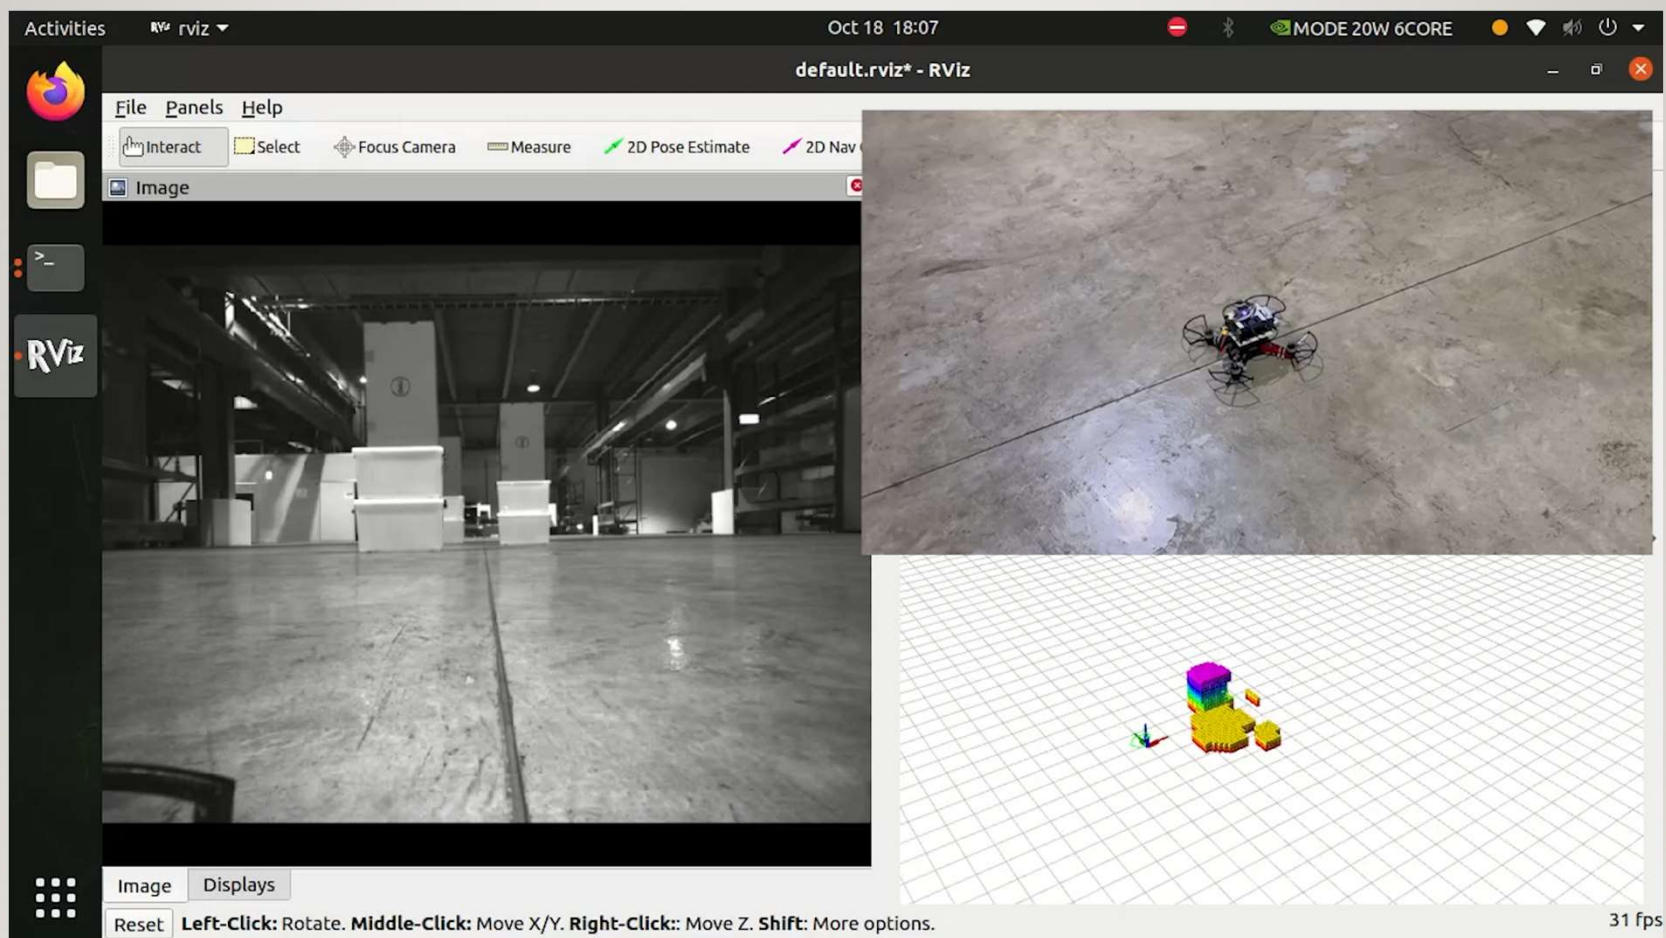 Activities
RViz rviz
Oct 18 18:07
MODE 20W 6CORE
default.rviz* - RViz
File Panels Help
Interact Select Focus Camera Measure 2D Pose Estimate 2D Nav
Image
>_
RViz
Image Displays
Reset Left-Click: Rotate. Middle-Click: Move X/Y. Right-Click:: Move Z. Shift: More options.
31 fps